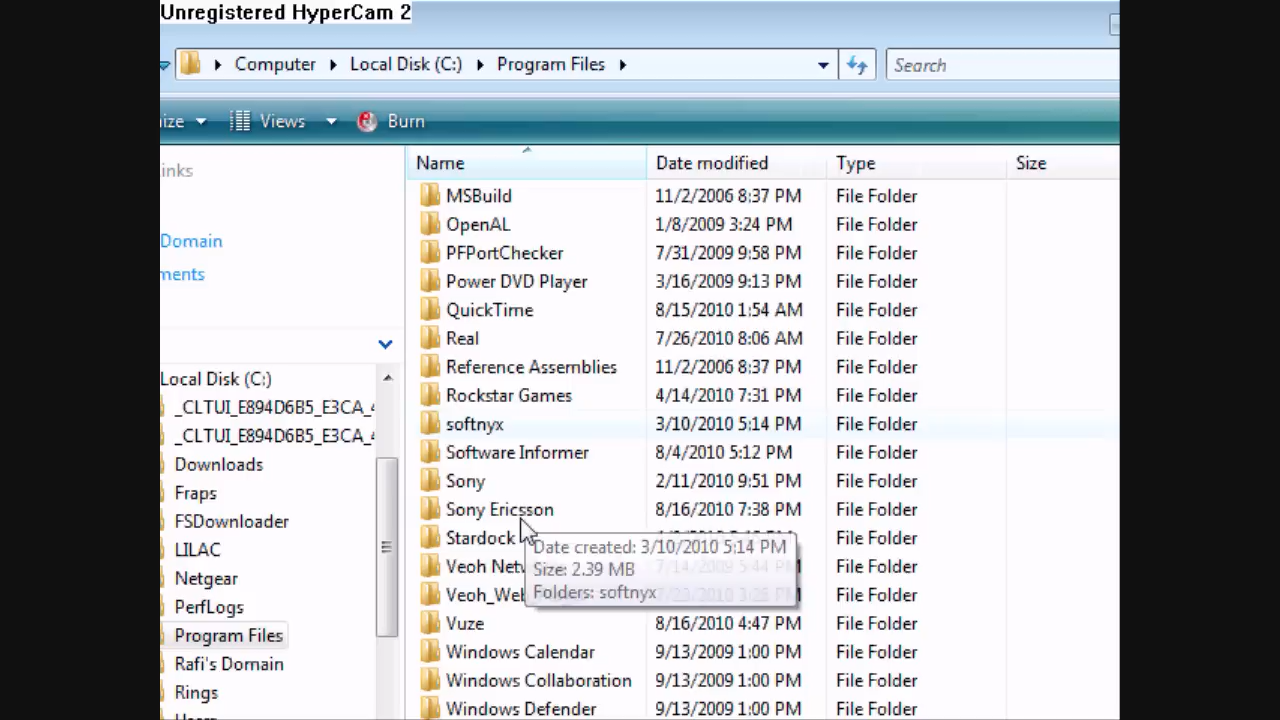 Unregistered HyperCam 2
Computer Local Disk (C:) Program Files Search
ize Views Burn
inks
Domain
ments
Local Disk (C:)
_CLTUI_E894D6B5_E3CA_4
_CLTUI_E894D6B5_E3CA_4
Downloads
Fraps
FSDownloader
LILAC
Netgear
PerfLogs
Program Files
Rafi's Domain
Rings
Name Date modified Type Size
MSBuild 11/2/2006 8:37 PM File Folder
OpenAL 1/8/2009 3:24 PM File Folder
PFPortChecker 7/31/2009 9:58 PM File Folder
Power DVD Player 3/16/2009 9:13 PM File Folder
QuickTime 8/15/2010 1:54 AM File Folder
Real 7/26/2010 8:06 AM File Folder
Reference Assemblies 11/2/2006 8:37 PM File Folder
Rockstar Games 4/14/2010 7:31 PM File Folder
softnyx 3/10/2010 5:14 PM File Folder
Software Informer 8/4/2010 5:12 PM File Folder
Sony 2/11/2010 9:51 PM File Folder
Sony Ericsson 8/16/2010 7:38 PM File Folder
Stardock File Folder
Date created: 3/10/2010 5:14 PM
Veoh Netw File Folder
Size: 2.39 MB
Veoh_Web File Folder
Folders: softnyx
Vuze 8/16/2010 4:47 PM File Folder
Windows Calendar 9/13/2009 1:00 PM File Folder
Windows Collaboration 9/13/2009 1:00 PM File Folder
Windows Defender 9/13/2009 1:00 PM File Folder